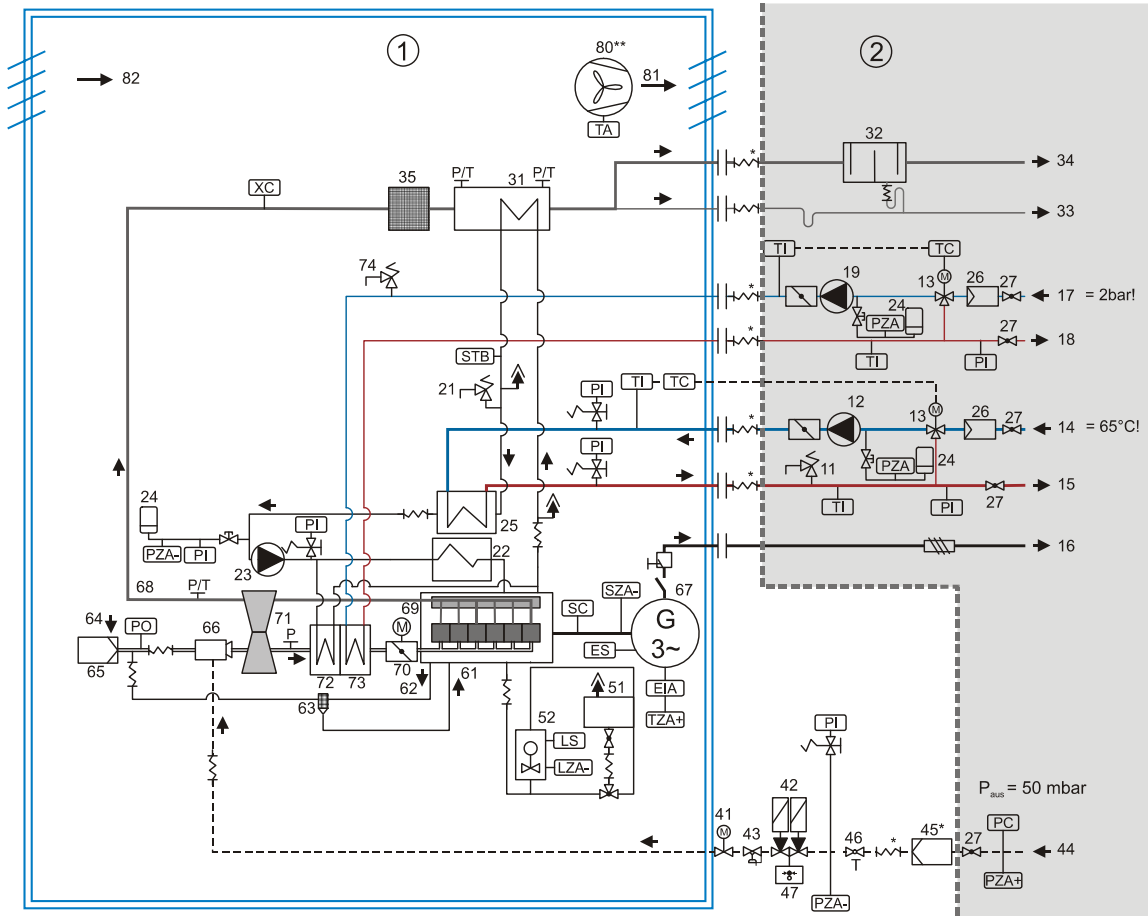 1
2
80**
82
81
TA
32
34
P/T
31
P/T
XC
35
*
33
*
TI
TC
74
19
13
M
26
27
17 = 2bar!
*
24
PZA
27
18
*
STB
TI
PI
21
PI
TI
TC
12
13
M
26
27
14 = 65°C!
*
PI
11
PZA
24
15
*
TI
PI
27
24
25
PI
PZA-
PI
23
22
16
68
P/T
SZA-
67
SC
69
M
G
3~
64
PO
66
71
P
ES
65
70
72
73
62
61
EIA
63
51
TZA+
52
LS
PI
LZA-
Paus = 50 mbar
41
M
42
43
46
*
45*
27
PC
44
47
PZA-
PZA+